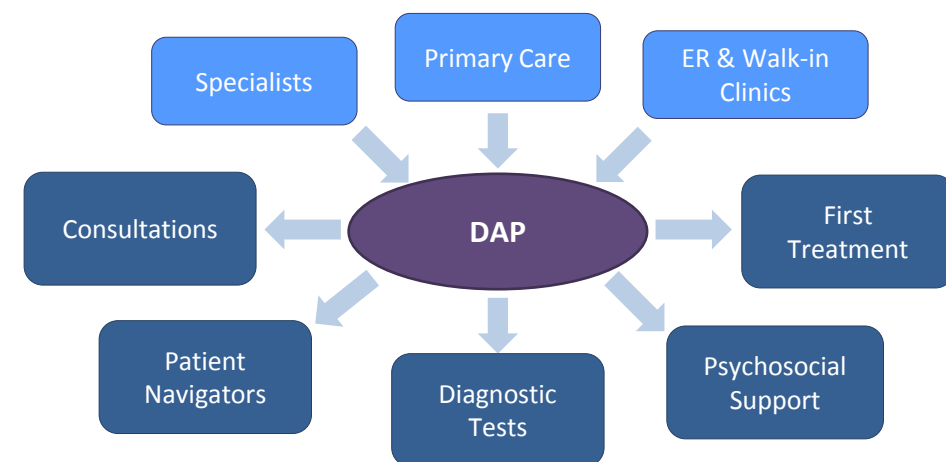 Specialists
Primary Care
ER & Walk-in
Clinics
Consultations
DAP
First
Treatment
Patient
Navigators
Diagnostic
Tests
Psychosocial
Support